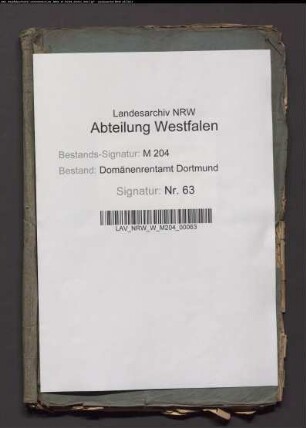 Landesarchiv NRW
Abteilung Westfalen
Bestands-Signatur: M 204
Bestand: Domänenrentamt Dortmund
Signatur: Nr. 63
LAV_NRW_W_M204_00063